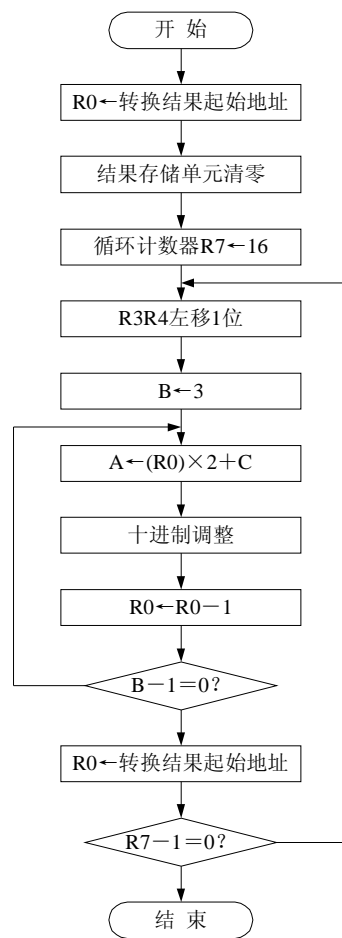 开 始
R0←转换结果起始地址
结果存储单元清零
循环计数器R7←16
R3R4左移1位
B←3
A←(R0)×2＋C
十进制调整
R0←R0－1
B－1＝0？
R0←转换结果起始地址
R7－1＝0？
结 束